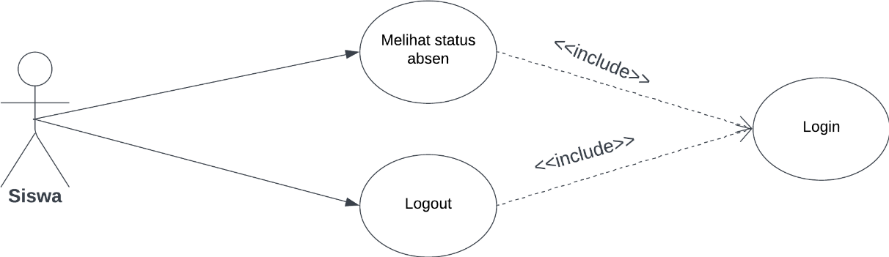 Melihat status
absen
<<include>>
Login
<<include>>
Siswa
Logout